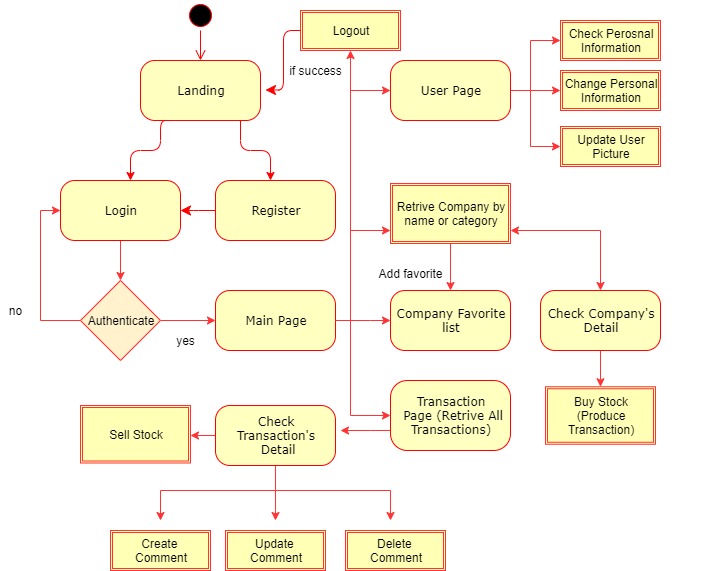 Logout
if success
Landing
User Page
Check Perosnal
Information
Change Personal
Information
Update User
Picture
Login
Register
Retrive Company by
name or category
Add favorite
no
Authenticate
yes
Main Page
Company Favorite
list
Check Company's
Detail
Transaction
Page (Retrive All
Transactions)
Buy Stock
(Produce
Transaction)
Sell Stock
Check
Transaction's
Detail
Create
Comment
Update
Comment
Delete
Comment